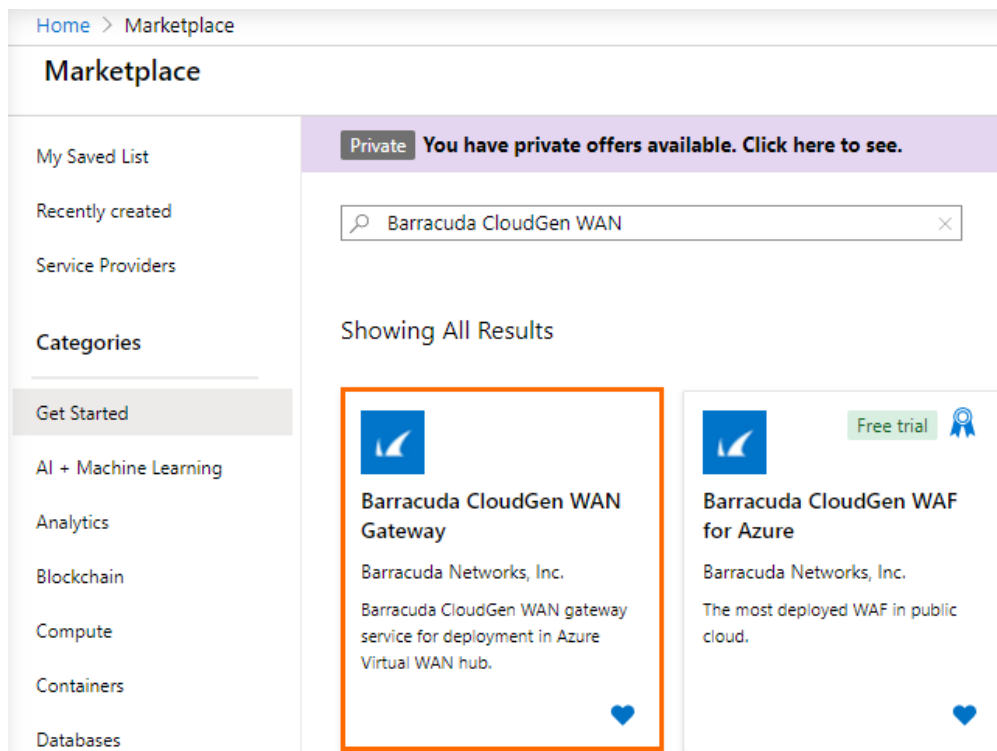 Home > Marketplace
Marketplace
My Saved List
Recently created
Service Providers
Categories
Get Started
AI + Machine Learning
Analytics
Blockchain
Compute
Containers
Databases
Private You have private offers available. Click here to see.
Barracuda CloudGen WAN
Showing All Results
Barracuda CloudGen WAN
Gateway
Barracuda Networks, Inc.
Barracuda CloudGen WAN gateway
service for deployment in Azure
Virtual WAN hub.
Free trial
Barracuda CloudGen WAF
for Azure
Barracuda Networks, Inc.
The most deployed WAF in public
cloud.